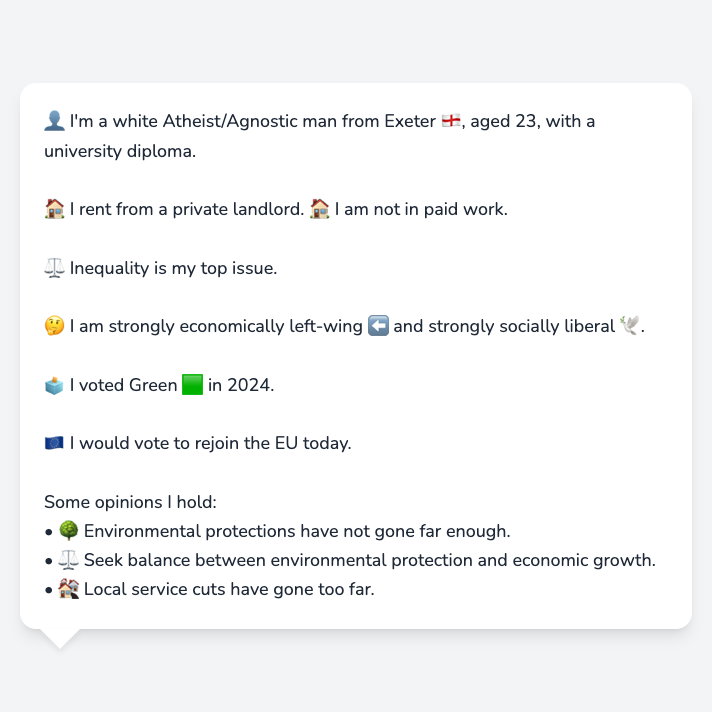 👤 I'm a white Atheist/Agnostic man from Exeter 🏴󠁧󠁢󠁥󠁮󠁧󠁿, aged 23, with a
university diploma.
🏠 I rent from a private landlord. 🏠 I am not in paid work.
⚖️ Inequality is my top issue.
🤔 I am strongly economically left-wing ⬅️ and strongly socially liberal 🕊️.
🗳️ I voted Green 🟩 in 2024.
🇪🇺 I would vote to rejoin the EU today.
Some opinions I hold:
• 🌳 Environmental protections have not gone far enough.
• ⚖️ Seek balance between environmental protection and economic growth.
• 🏘️ Local service cuts have gone too far.